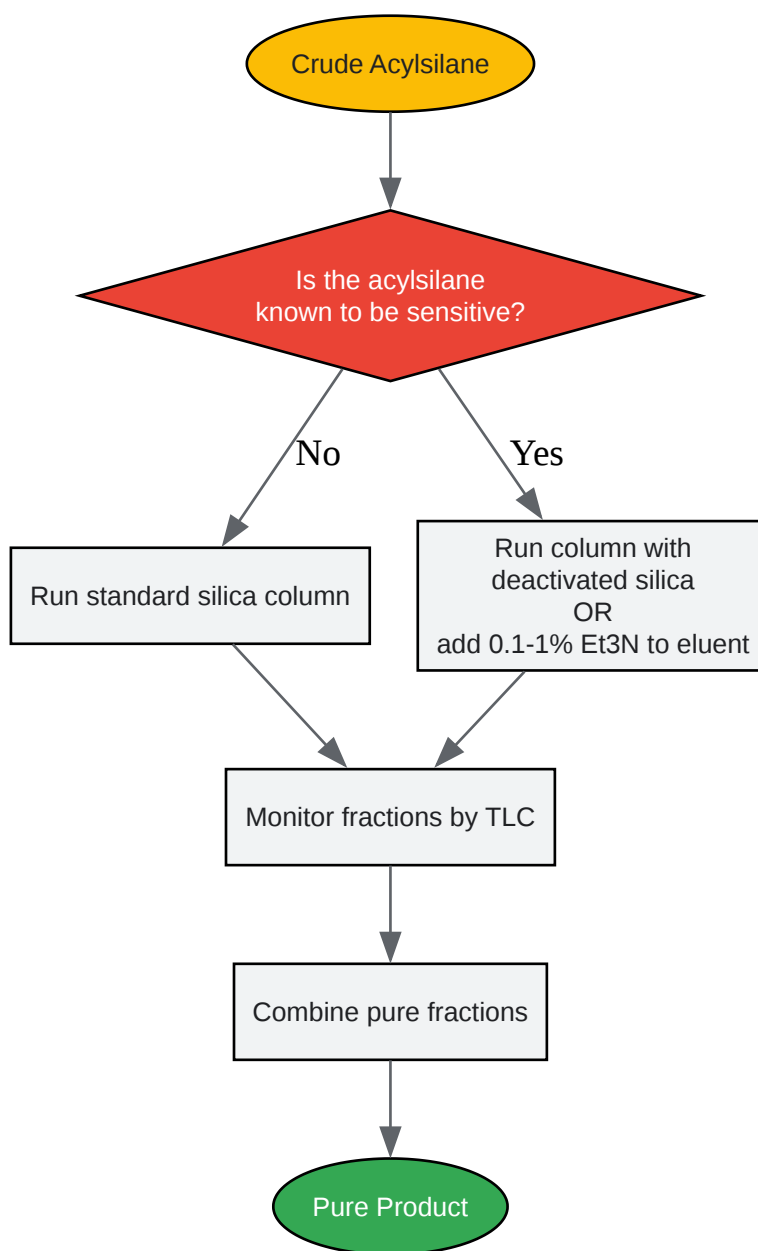 Crude Acylsilane
Is the acylsilane
known to be sensitive?
No
Yes
Run standard silica column
Run column with
deactivated silica
OR
add 0.1-1% Et3N to eluent
Monitor fractions by TLC
Combine pure fractions
Pure Product